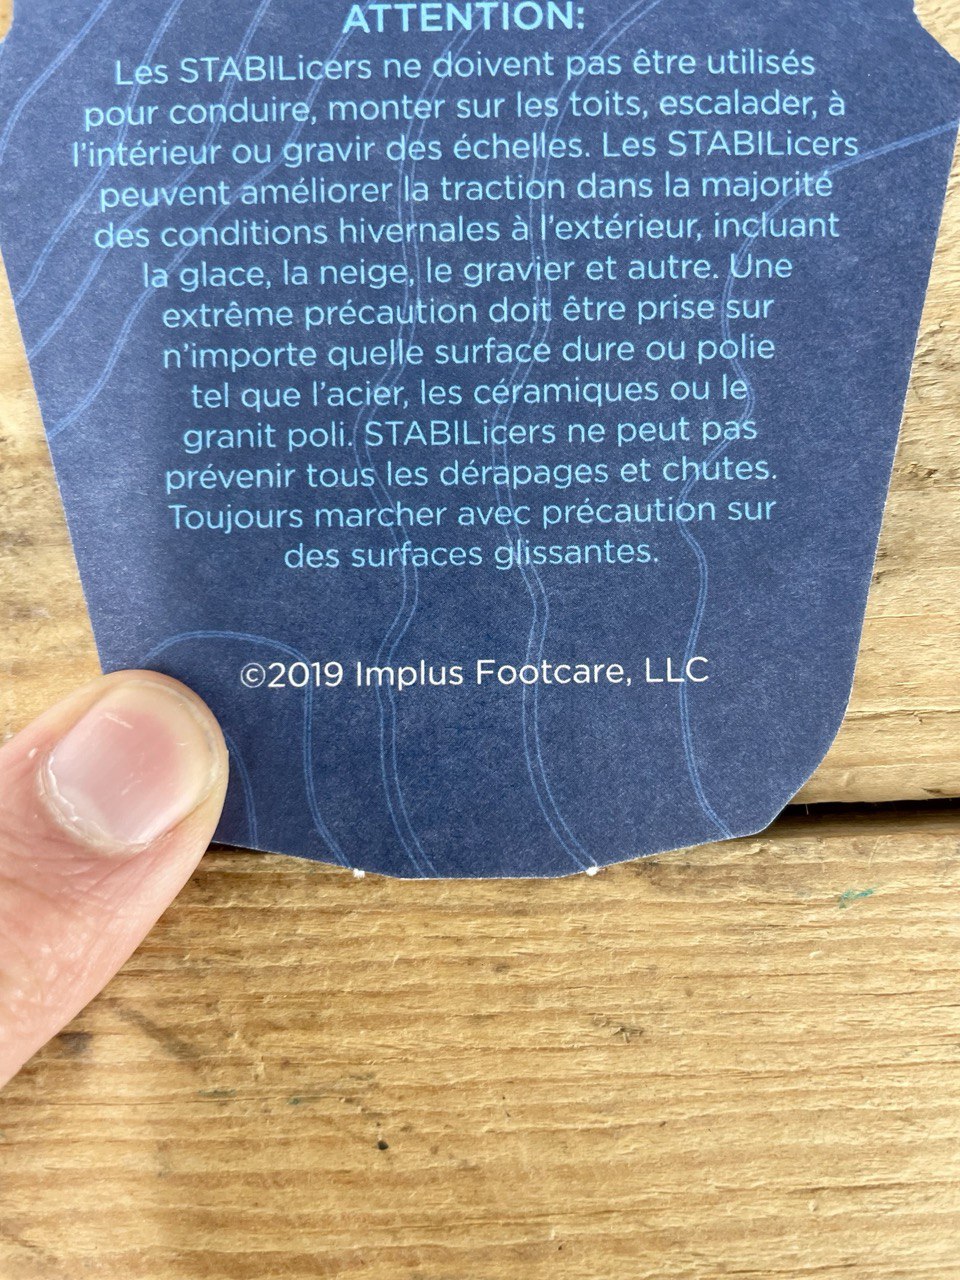 ATTENTION:
Les STABILicers ne doivent pas être utilisés
pour conduire, monter sur les toits, escalader, à
l'intérieur ou gravir des échelles. Les STABILicers
peuvent améliorer la traction dans la majorité
des conditions hivernales à l'extérieur, incluant
la glace, la neige, le gravier et autre. Une
extrême précaution doit être prise sur
n'importe quelle surface dure ou polie
tel que l'acier, les céramiques ou le
granit poli. STABILicers ne peut pas
prévenir tous les dérapages et chutes.
Toujours marcher avec précaution sur
des surfaces glissantes.
©2019 Implus Footcare, LLC